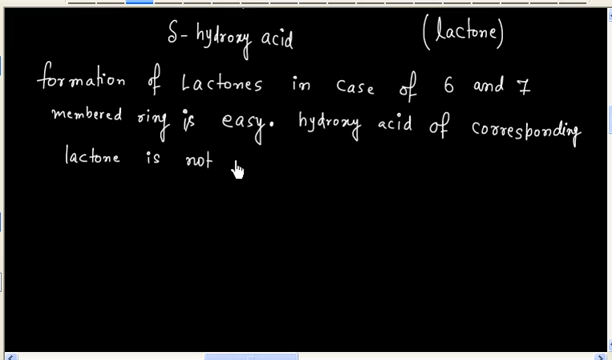 δ- hydroxy acid (lactone)
formation of Lactones in case of 6 and 7
membered ring is easy. hydroxy acid of corresponding
lactone is not